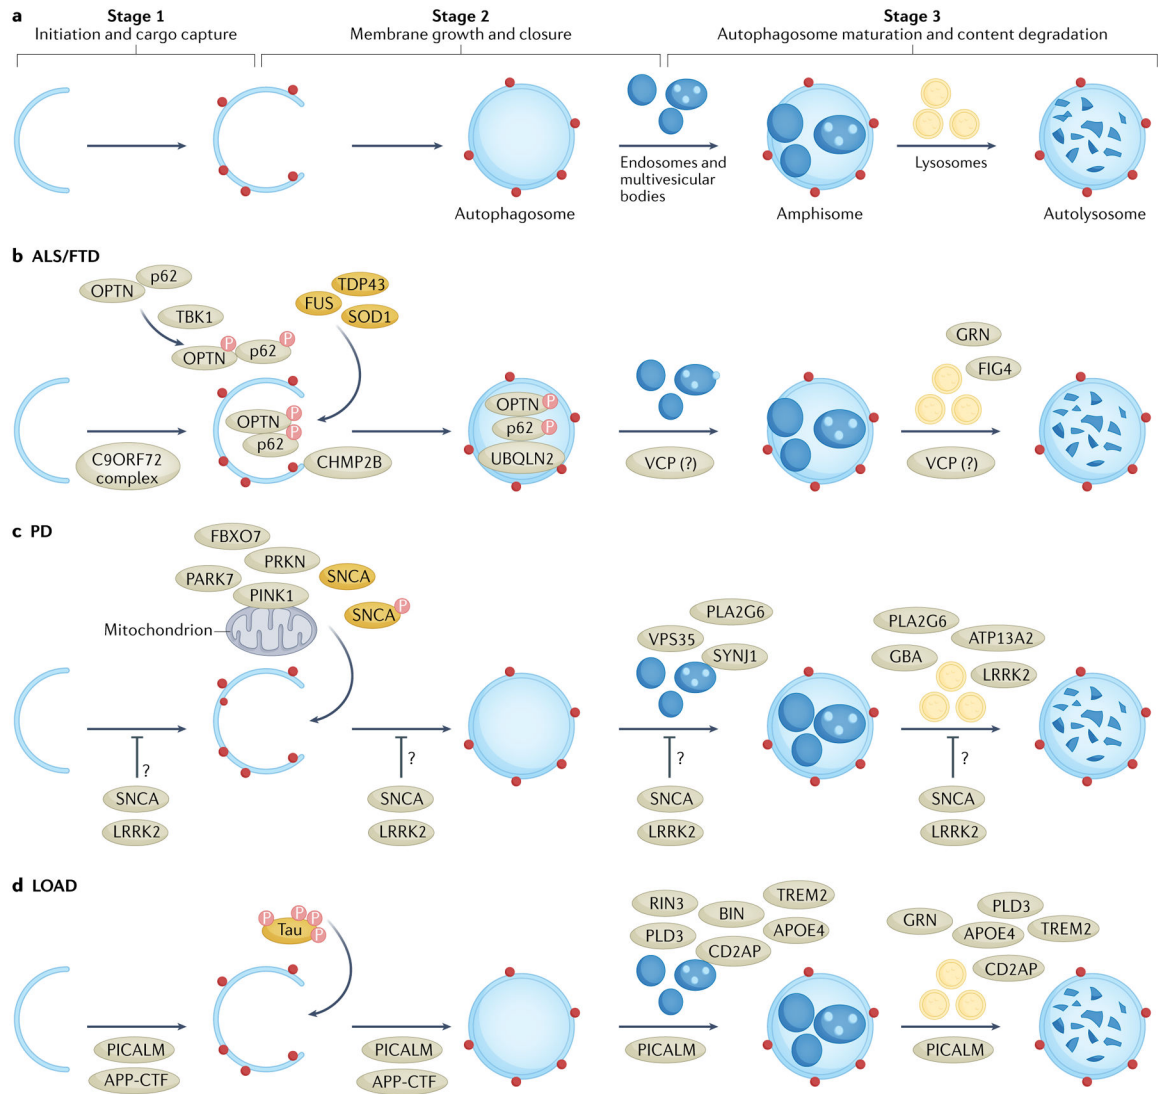 a
Stage 1
Initiation and cargo capture
Stage 2
Membrane growth and closure
Stage 3
Autophagosome maturation and content degradation
Endosomes and
multivesicular
bodies
Lysosomes
Autophagosome
Amphisome
Autolysosome
b ALS/FTD
OPTN
p62
TBK1
OPTN
P
p62
P
FUS
TDP43
SOD1
OPTN
P
p62
P
C9ORF72
complex
CHMP2B
OPTN
P
p62
P
UBQLN2
VCP (?)
GRN
FIG4
VCP (?)
c PD
FBXO7
PRKN
PARK7
PINK1
SNCA
SNCA
P
Mitochondrion
PLA2G6
VPS35
SYNJ1
PLA2G6
ATP13A2
GBA
LRRK2
?
SNCA
LRRK2
?
SNCA
LRRK2
?
SNCA
LRRK2
?
SNCA
LRRK2
d LOAD
P
P
P
P
Tau
RIN3
BIN
TREM2
PLD3
CD2AP
APOE4
GRN
PLD3
APOE4
TREM2
CD2AP
PICALM
APP-CTF
PICALM
APP-CTF
PICALM
PICALM